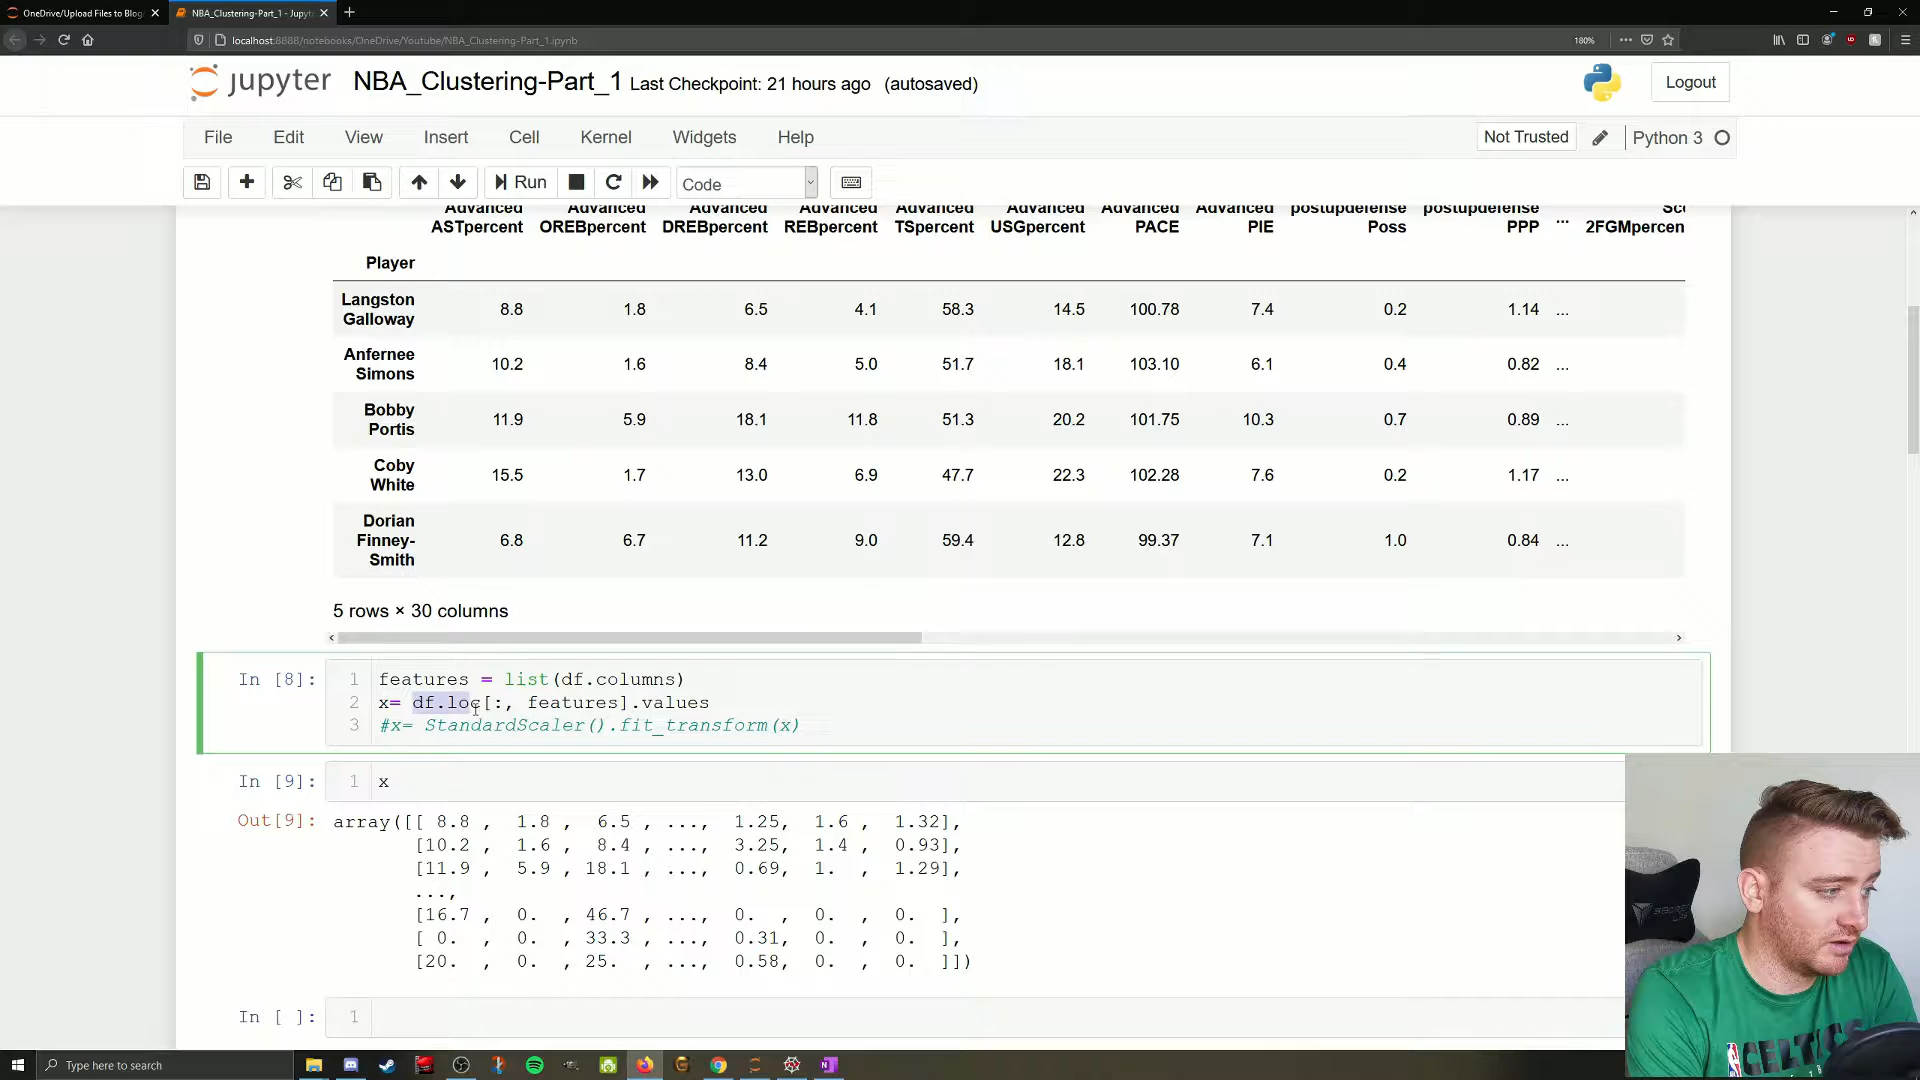 OneDrive/Upload Files to Blog
NBA_Clustering-Part_1 - Jupyte
localhost:8888/notebooks/OneDrive/Youtube/NBA_Clustering-Part_1.ipynb
180%
jupyter NBA_Clustering-Part_1 Last Checkpoint: 21 hours ago (autosaved)
Logout
File Edit View Insert Cell Kernel Widgets Help
Not Trusted
Python 3
Run
Code
Advanced Advanced Advanced Advanced Advanced Advanced Advanced Advanced postupdefense postupdefense ... Sco
ASTpercent OREBpercent DREBpercent REBpercent TSpercent USGpercent PACE PIE Poss PPP 2FGMpercen
Player
Langston
Galloway 8.8 1.8 6.5 4.1 58.3 14.5 100.78 7.4 0.2 1.14 ...
Anfernee
Simons 10.2 1.6 8.4 5.0 51.7 18.1 103.10 6.1 0.4 0.82 ...
Bobby
Portis 11.9 5.9 18.1 11.8 51.3 20.2 101.75 10.3 0.7 0.89 ...
Coby
White 15.5 1.7 13.0 6.9 47.7 22.3 102.28 7.6 0.2 1.17 ...
Dorian
Finney-
Smith 6.8 6.7 11.2 9.0 59.4 12.8 99.37 7.1 1.0 0.84 ...
5 rows × 30 columns
In [8]: 1 features = list(df.columns)
2 x= df.loc[:, features].values
3 #x= StandardScaler().fit_transform(x)
In [9]: 1 x
Out[9]: array([[ 8.8 , 1.8 , 6.5 , ..., 1.25, 1.6 , 1.32],
[10.2 , 1.6 , 8.4 , ..., 3.25, 1.4 , 0.93],
[11.9 , 5.9 , 18.1 , ..., 0.69, 1. , 1.29],
...,
[16.7 , 0. , 46.7 , ..., 0. , 0. , 0. ],
[ 0. , 0. , 33.3 , ..., 0.31, 0. , 0. ],
[20. , 0. , 25. , ..., 0.58, 0. , 0. ]])
In [ ]: 1
Type here to search
CELTICS